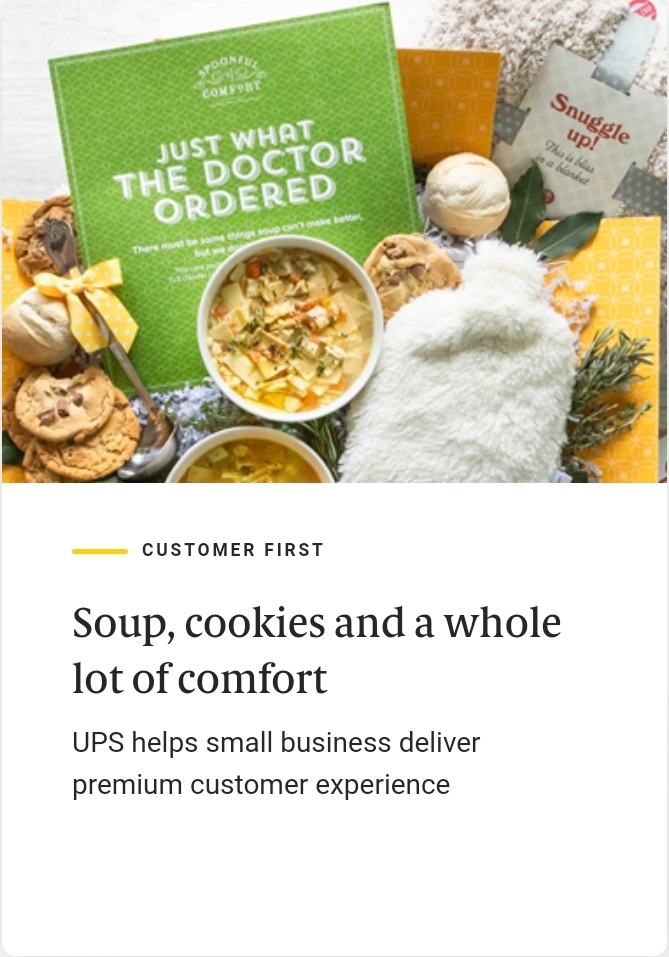 SPOONFUL
of
COMFORT
JUST WHAT
THE DOCTOR
ORDERED
There must be some things soup can't make better,
but we
Snuggle
up!
This is bliss
in a blanket
CUSTOMER FIRST
Soup, cookies and a whole
lot of comfort
UPS helps small business deliver
premium customer experience